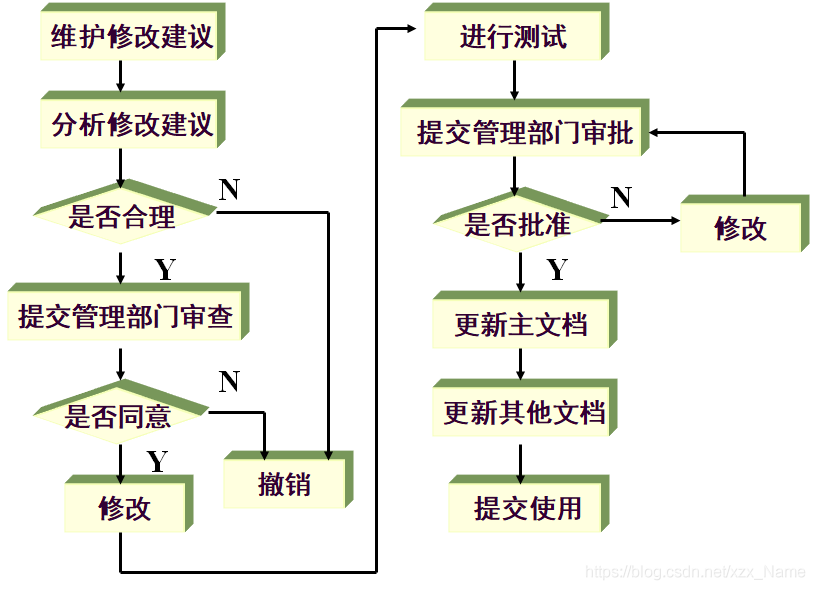 维护修改建议
分析修改建议
是否合理
N
Y
提交管理部门审查
是否同意
N
Y
修改
撤销
进行测试
提交管理部门审批
是否批准
N
修改
Y
更新主文档
更新其他文档
提交使用
https://blog.csdn.net/xzx_Name